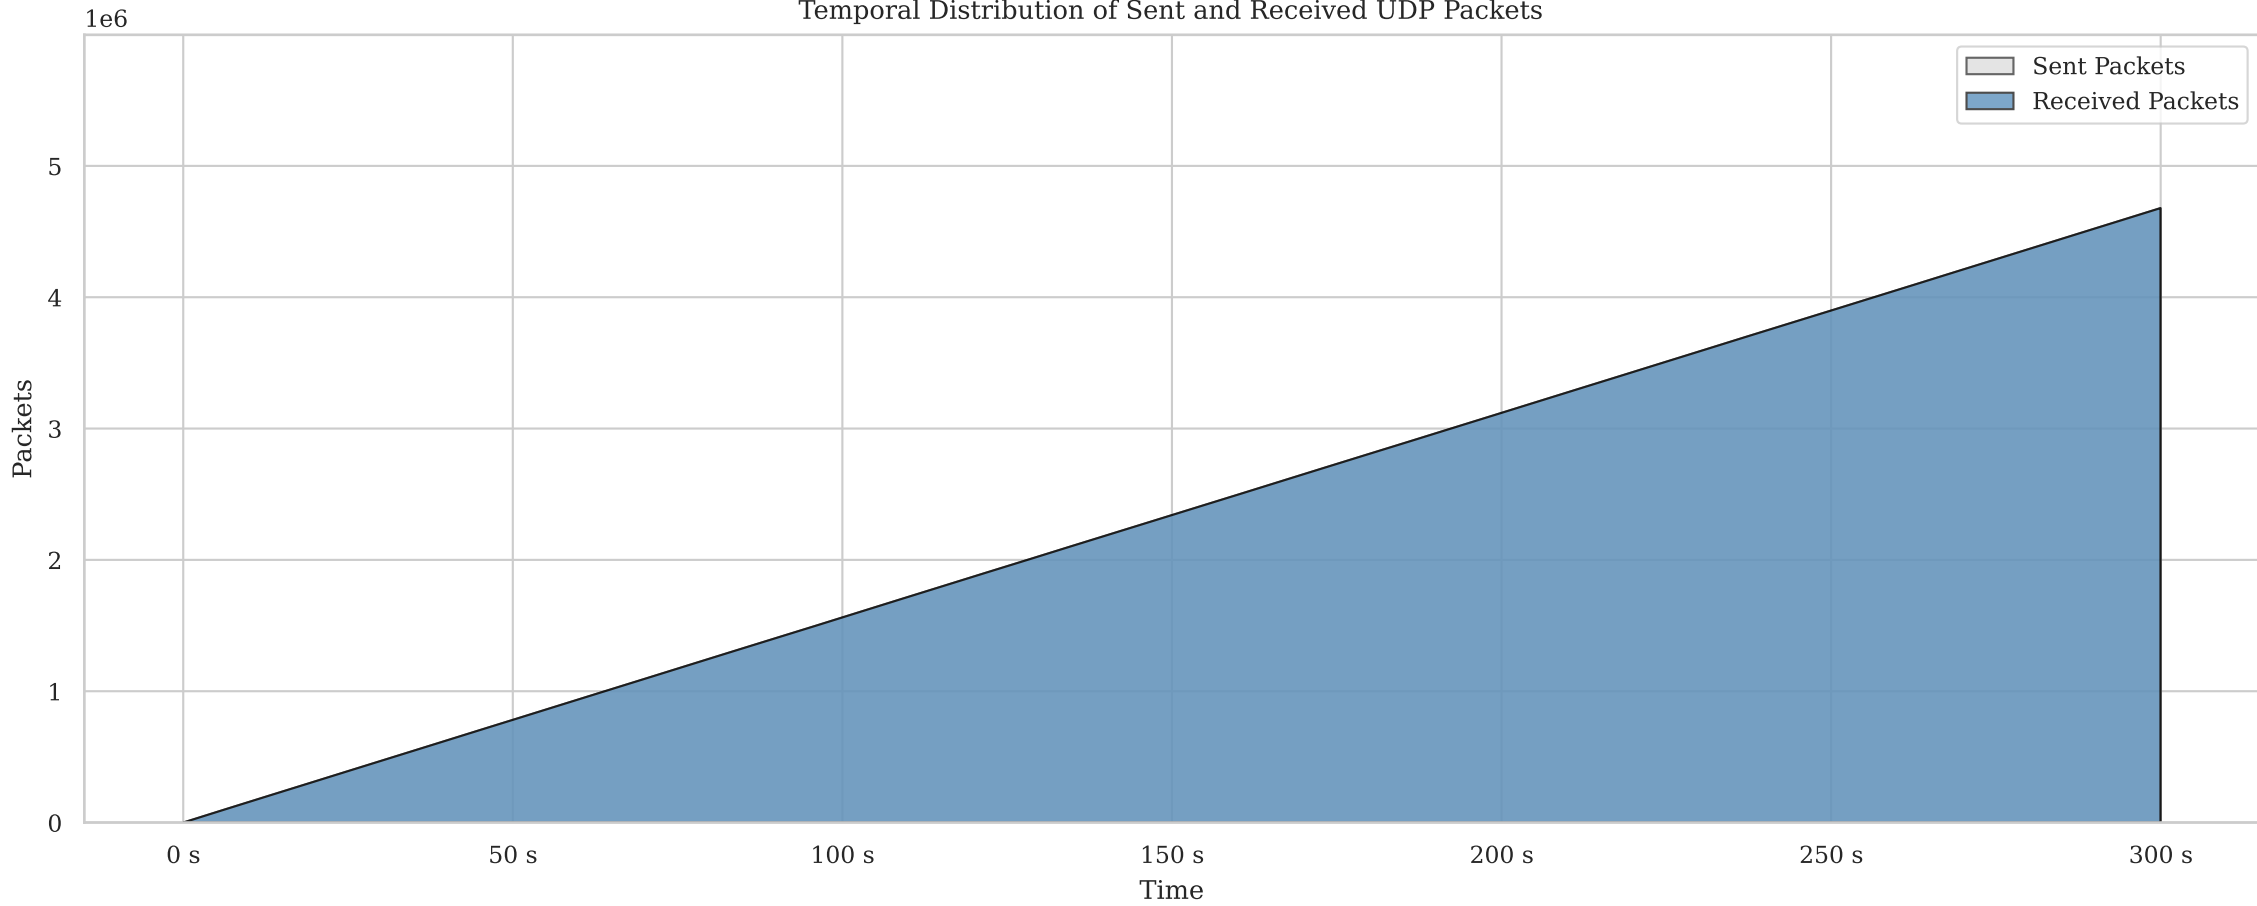 Temporal Distribution of Sent and Received UDP Packets
1e6
Sent Packets
Received Packets
5
4
3
2
1
0
Packets
0 s 50 s 100 s 150 s 200 s 250 s 300 s
Time